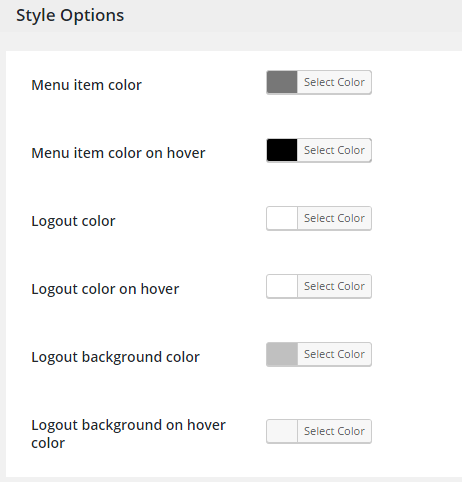 Style Options
Menu item color
Select Color
Menu item color on hover
Select Color
Logout color
Select Color
Logout color on hover
Select Color
Logout background color
Select Color
Logout background on hover
color
Select Color